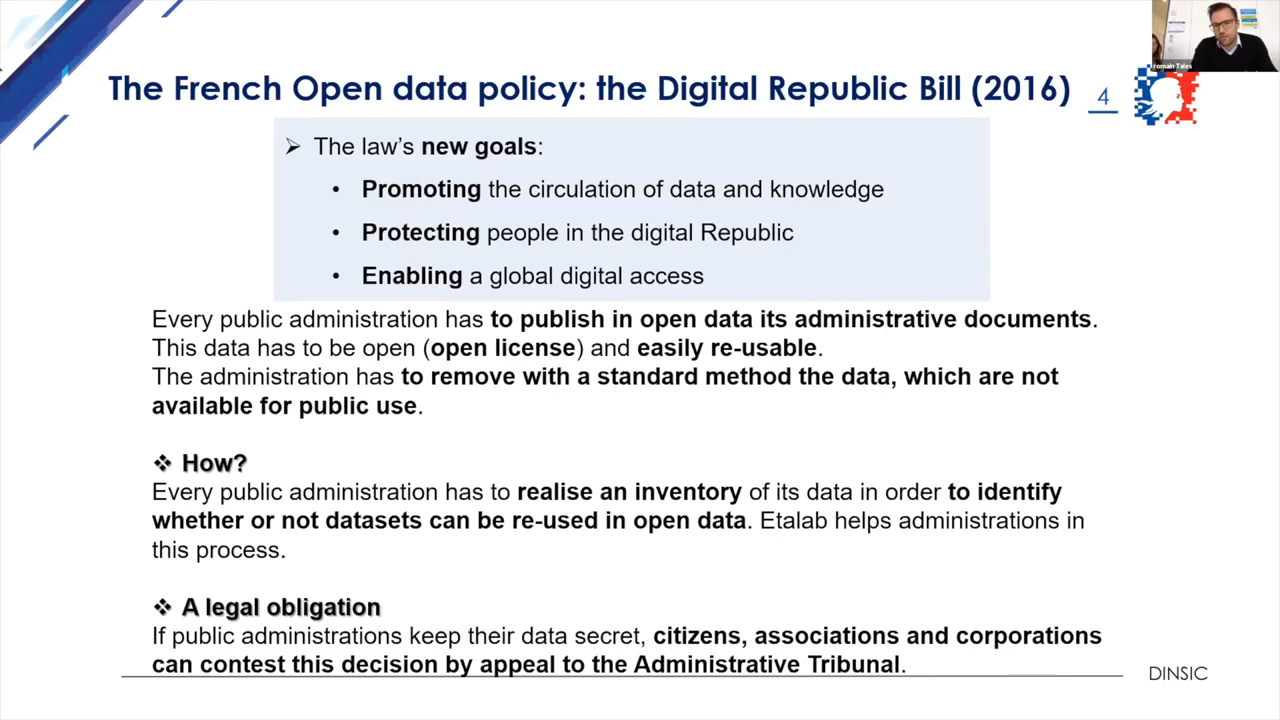 romain Tales
The French Open data policy: the Digital Republic Bill (2016)
4
➢ The law’s new goals:
• Promoting the circulation of data and knowledge
• Protecting people in the digital Republic
• Enabling a global digital access
Every public administration has to publish in open data its administrative documents.
This data has to be open (open license) and easily re-usable.
The administration has to remove with a standard method the data, which are not
available for public use.
❖ How?
Every public administration has to realise an inventory of its data in order to identify
whether or not datasets can be re-used in open data. Etalab helps administrations in
this process.
❖ A legal obligation
If public administrations keep their data secret, citizens, associations and corporations
can contest this decision by appeal to the Administrative Tribunal.
DINSIC